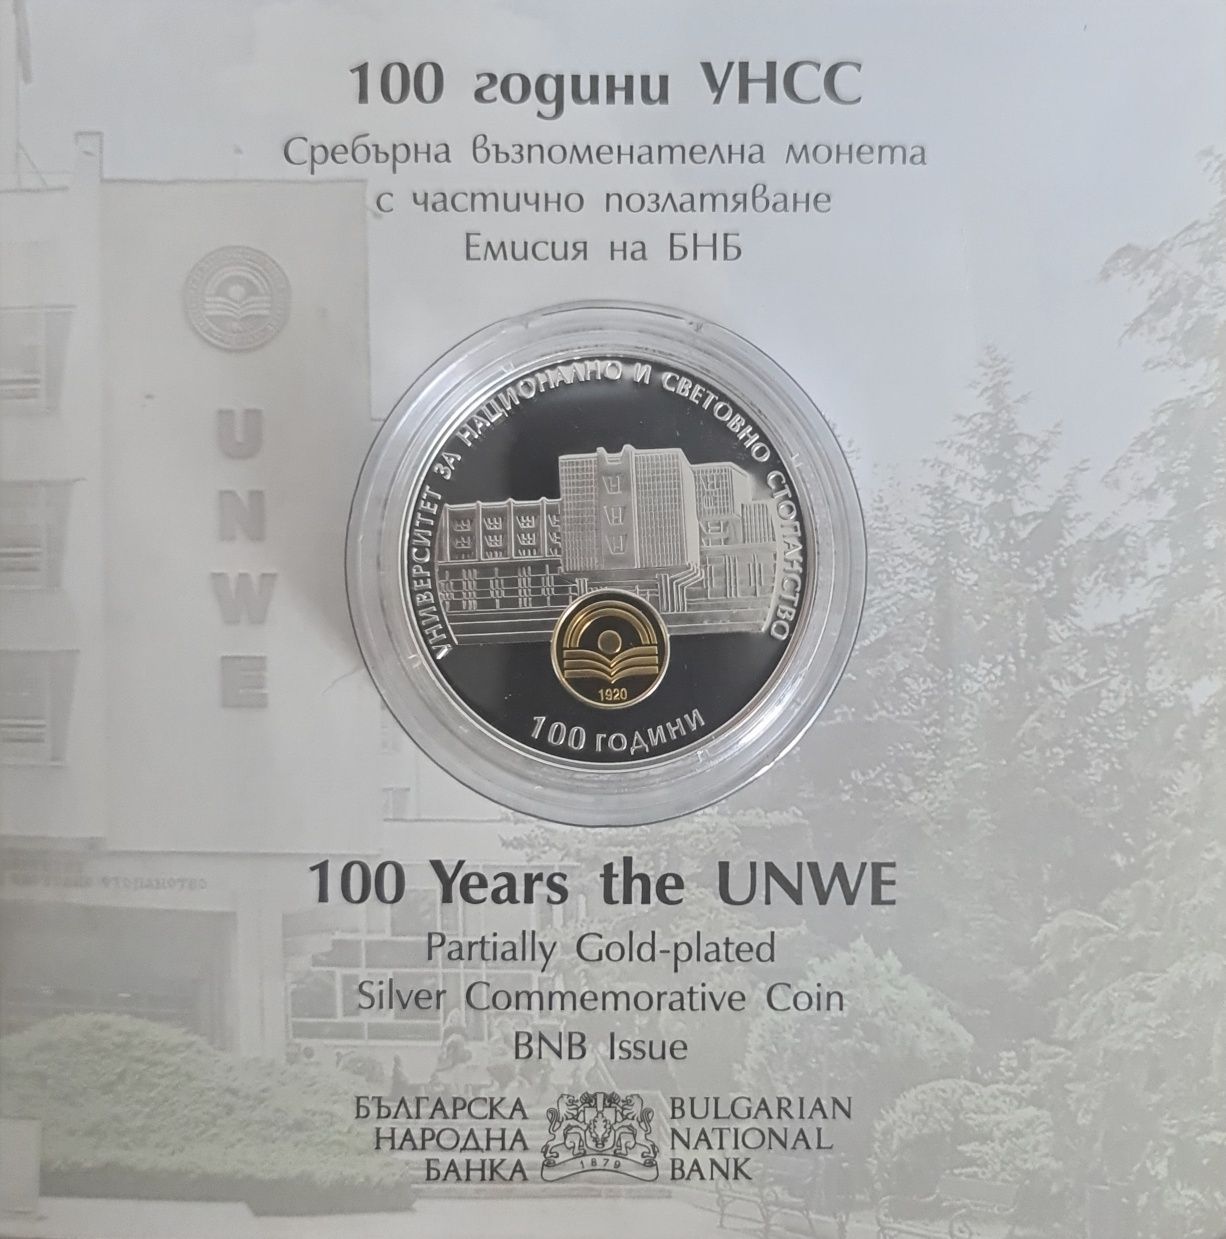 100 години УНСС
Сребърна възпоменателна монета
с частично позлатяване
Емисия на БНБ
UNWE
УНИВЕРСИТЕТ ЗА НАЦИОНАЛНО И СВЕТОВНО СТОПАНСТВО
1920
100 ГОДИНИ
100 Years the UNWE
Partially Gold-plated
Silver Commemorative Coin
BNB Issue
БЪЛГАРСКА
НАРОДНА
БАНКА
1879
BULGARIAN
NATIONAL
BANK